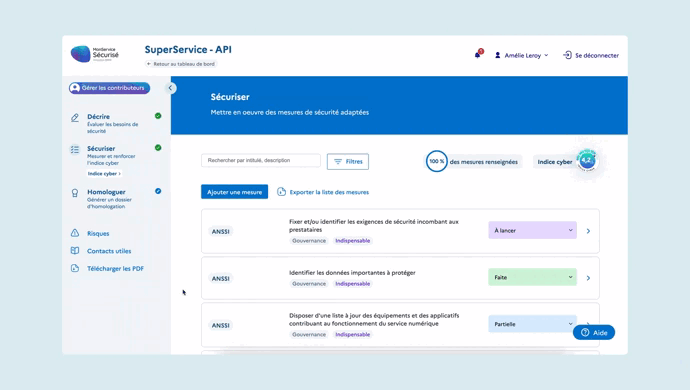 MonService
Sécurisé
SuperService - API
Retour au tableau de bord
1
Amélie Leroy
Se déconnecter
Gérer les contributeurs
Décrire
Évaluer les besoins de
sécurité
Sécuriser
Mesurer et renforcer
l'indice cyber
Indice cyber
Homologuer
Générer un dossier
d'homologation
Risques
Contacts utiles
Télécharger les PDF
Sécuriser
Mettre en oeuvre des mesures de sécurité adaptées
Rechercher par intitulé, description
Filtres
100 %
des mesures renseignées
Indice cyber
4,2
Ajouter une mesure
Exporter la liste des mesures
ANSSI
Fixer et/ou identifier les exigences de sécurité incombant aux
prestataires
Gouvernance
Indispensable
À lancer
ANSSI
Identifier les données importantes à protéger
Gouvernance
Indispensable
Faite
ANSSI
Disposer d'une liste à jour des équipements et des applicatifs
contribuant au fonctionnement du service numérique
Gouvernance
Indispensable
Partielle
Aide